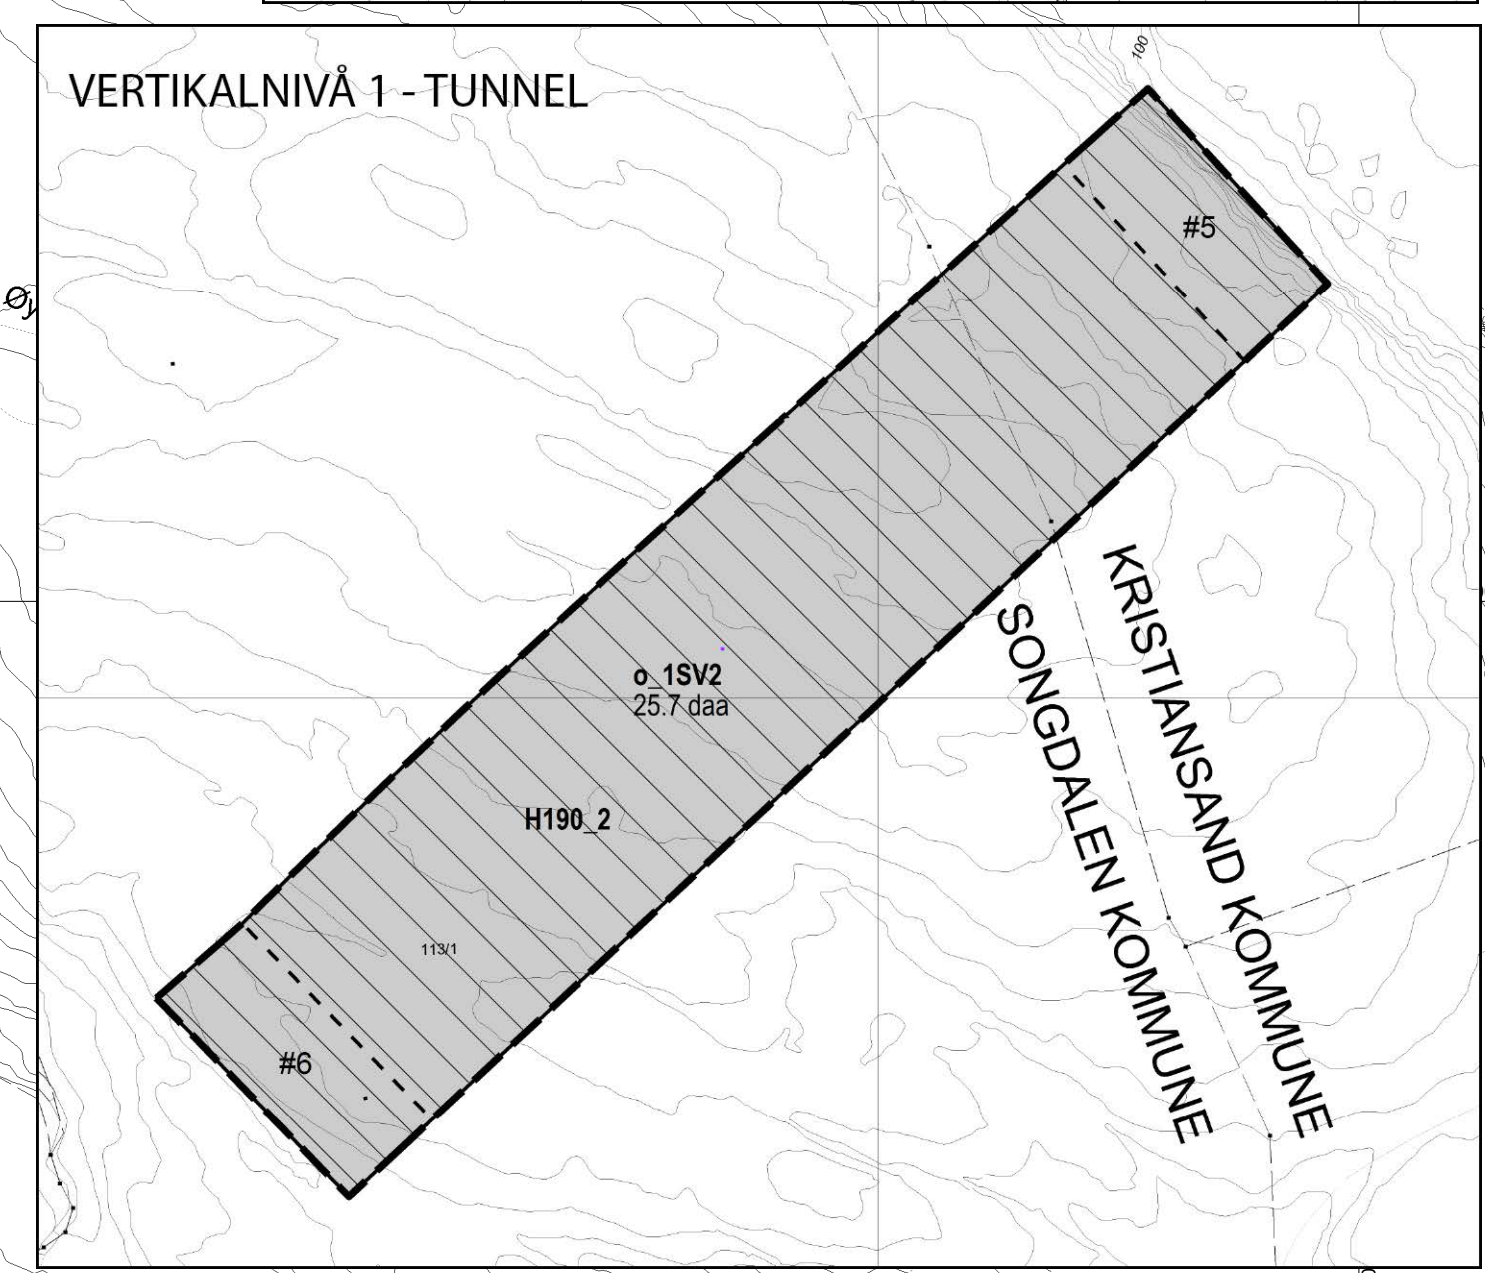 VERTIKALNIVÅ 1 - TUNNEL
100
#5
Øy
KRISTIANSAND KOMMUNE
SONGDALEN KOMMUNE
o_1SV2
25.7 daa
H190_2
113/1
#6